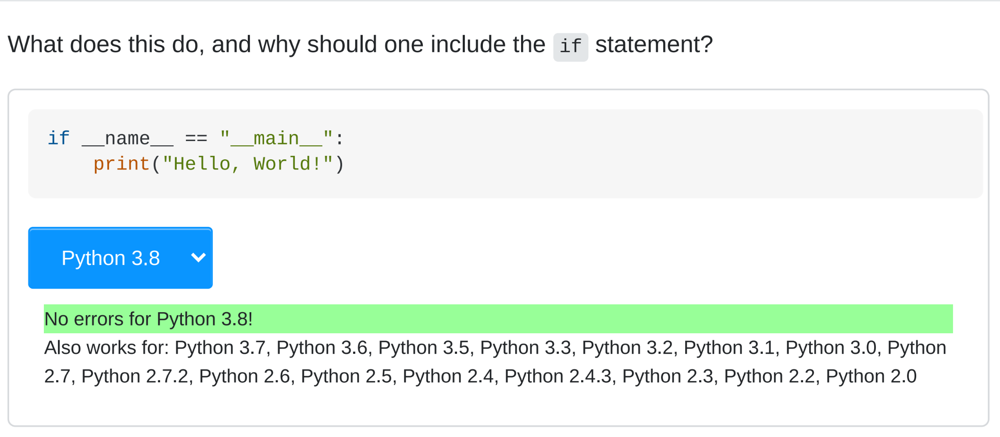 What does this do, and why should one include the if statement?
if __name__ == "__main__":
    print("Hello, World!")
Python 3.8
No errors for Python 3.8!
Also works for: Python 3.7, Python 3.6, Python 3.5, Python 3.3, Python 3.2, Python 3.1, Python 3.0, Python
2.7, Python 2.7.2, Python 2.6, Python 2.5, Python 2.4, Python 2.4.3, Python 2.3, Python 2.2, Python 2.0